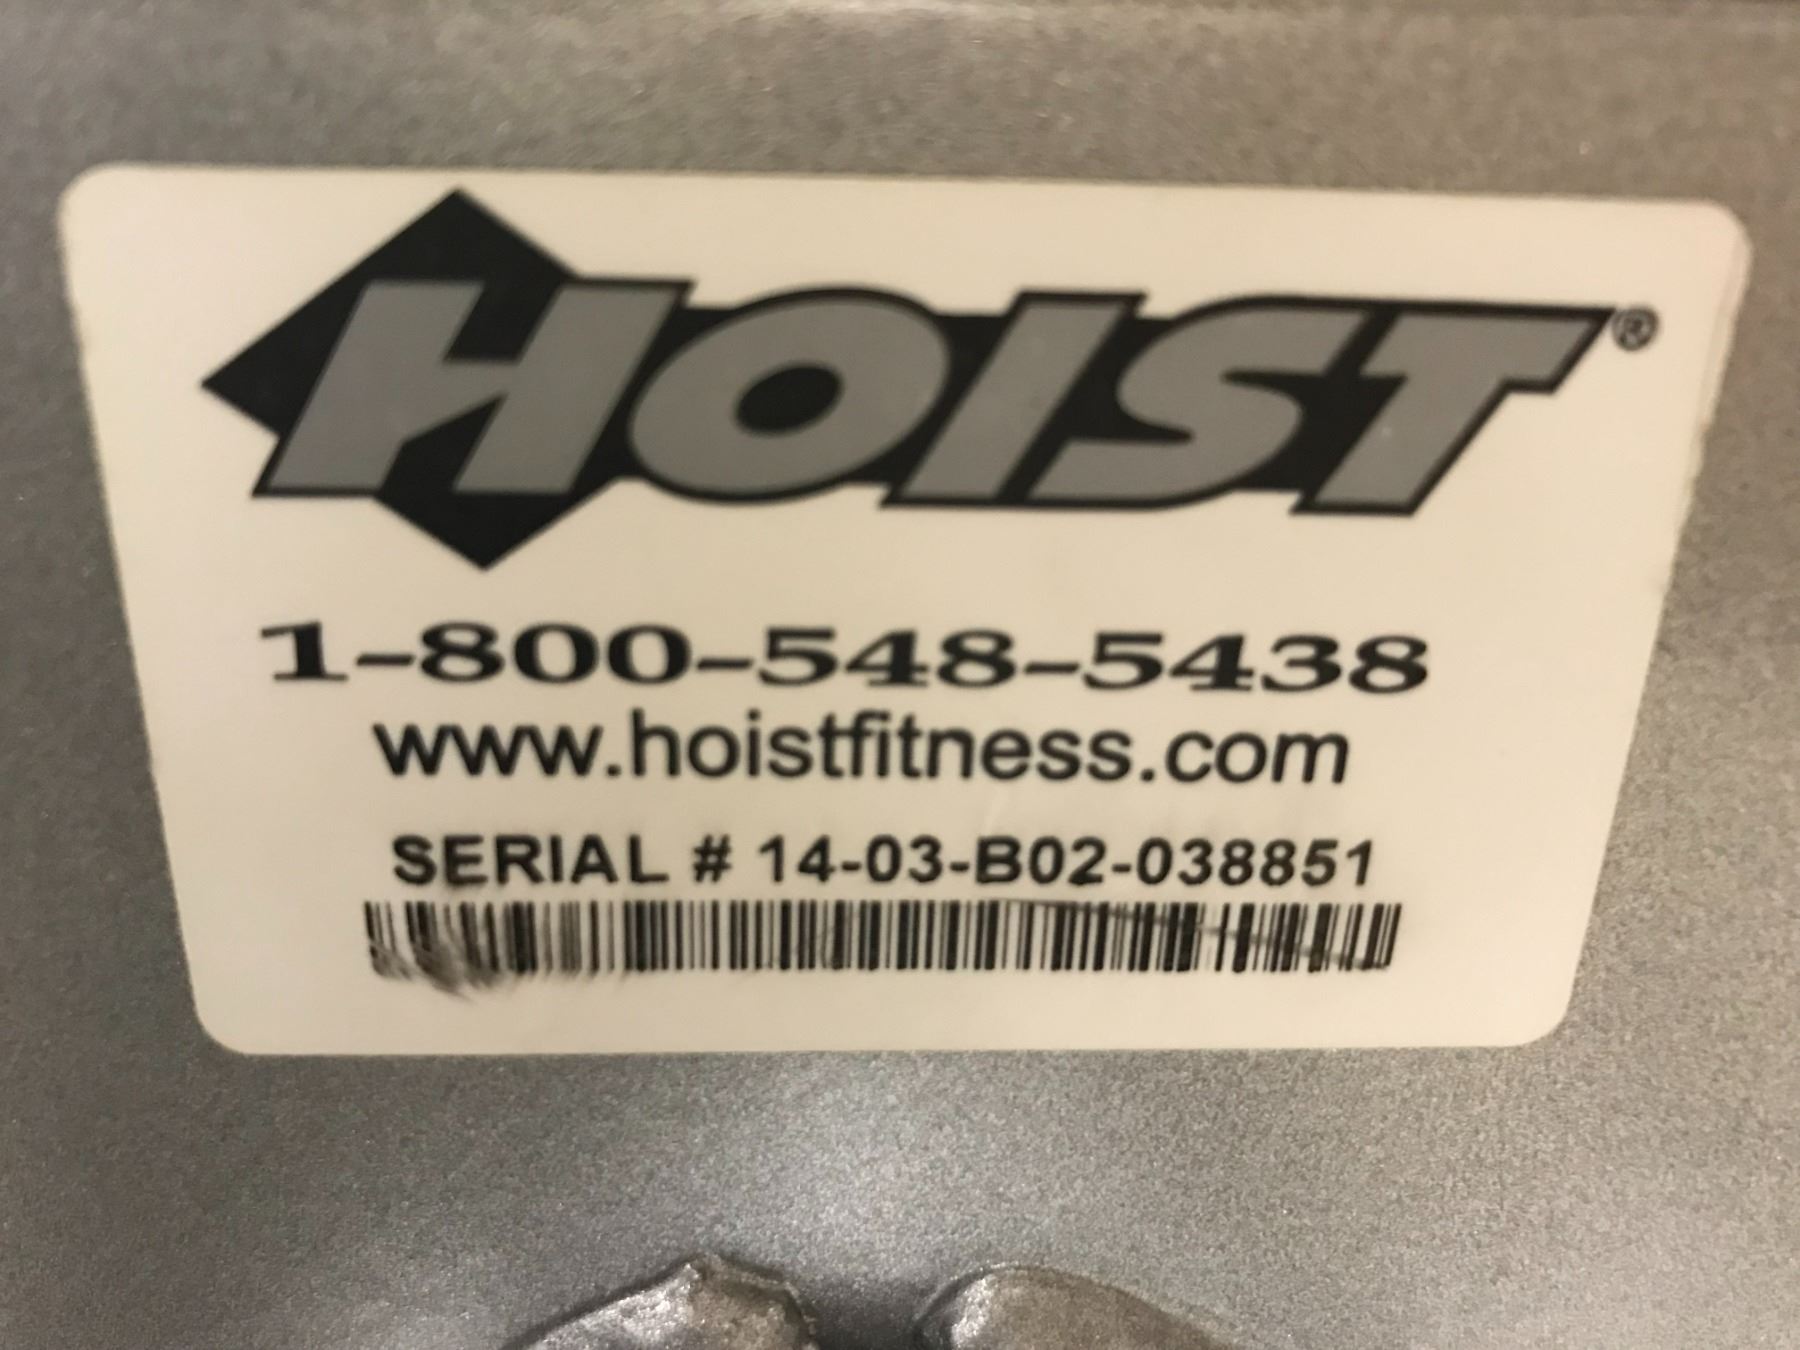 HOIST®
1-800-548-5438
www.hoistfitness.com
SERIAL # 14-03-B02-038851